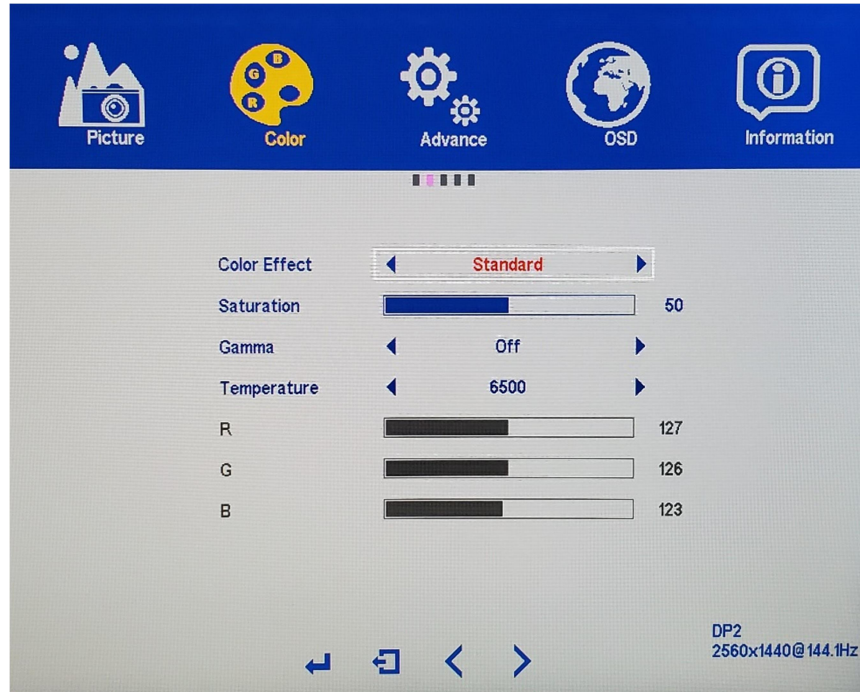 B
G
R
Picture Color Advance OSD Information
Color Effect Standard
Saturation 50
Gamma Off
Temperature 6500
R 127
G 126
B 123
DP2
2560x1440@144.1Hz